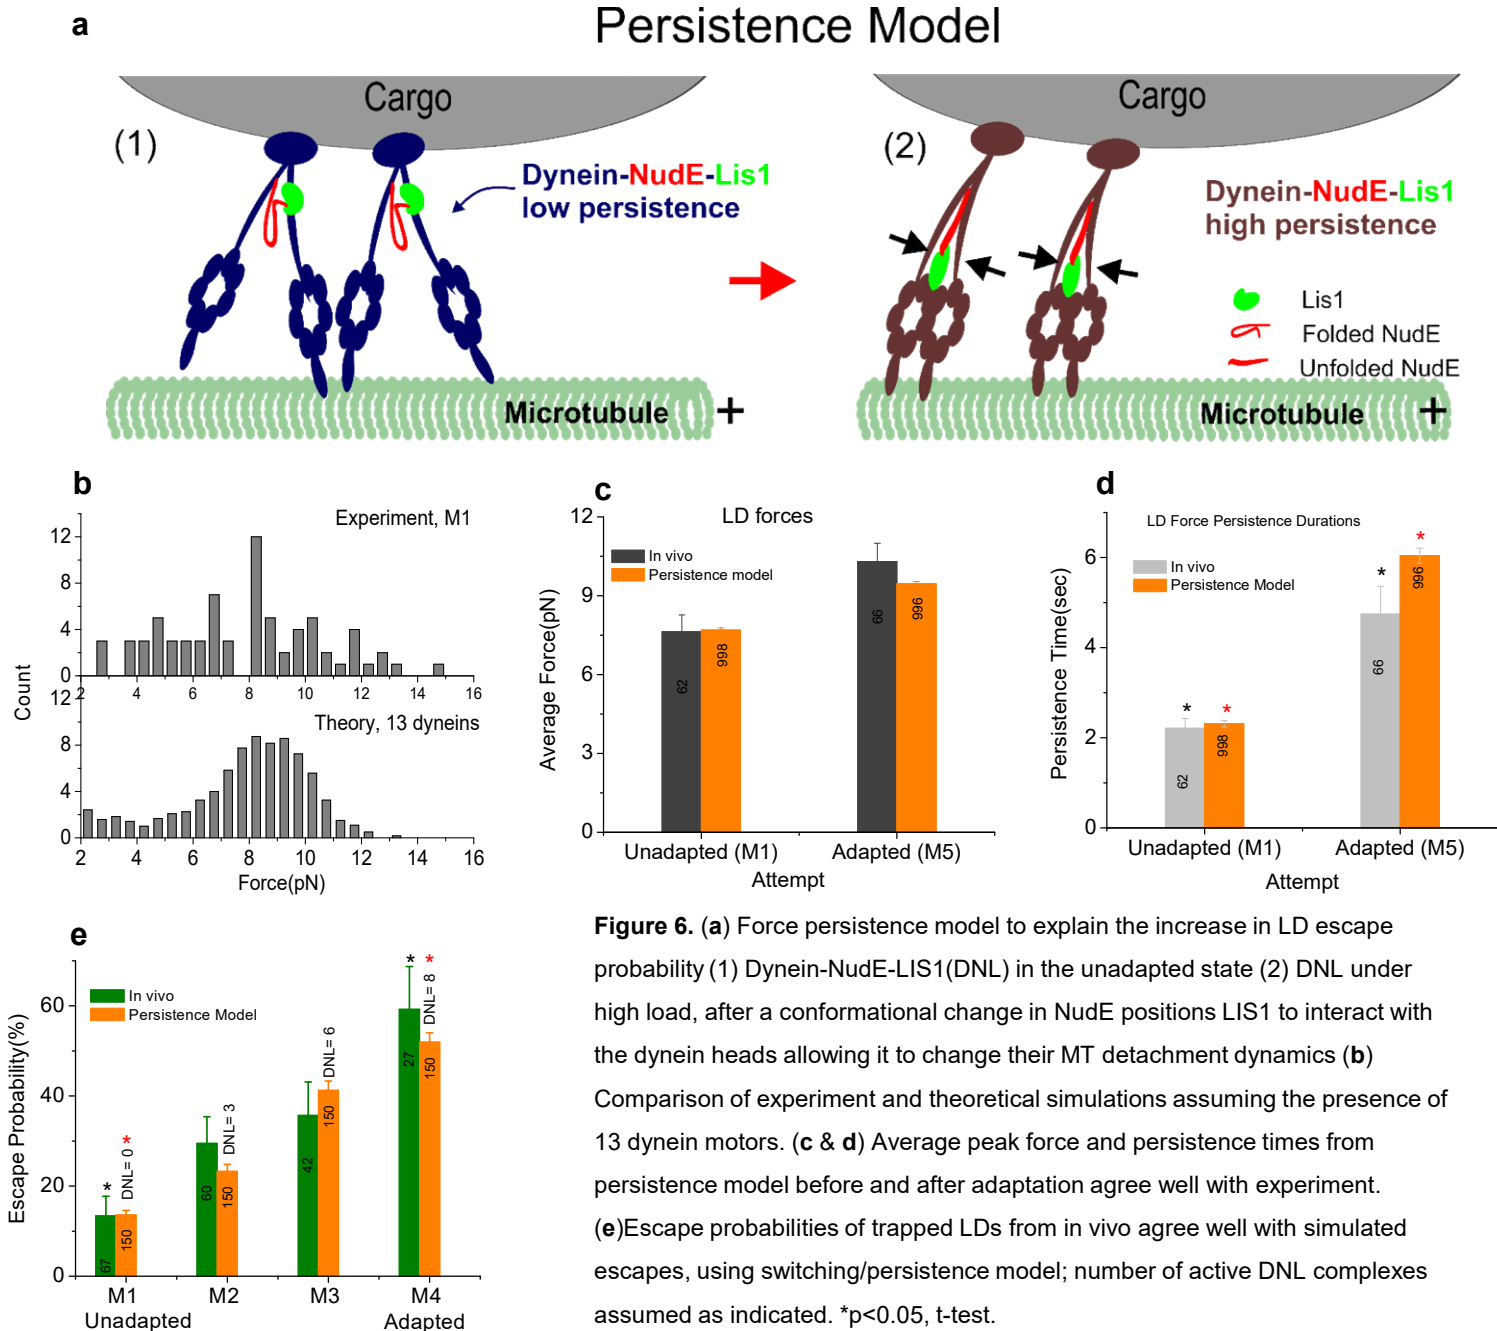 a
Persistence Model
Cargo
(1)
Dynein-NudE-Lis1
low persistence
Microtubule
+
Cargo
(2)
Dynein-NudE-Lis1
high persistence
Lis1
Folded NudE
Unfolded NudE
Microtubule
+
b
Experiment, M1
12
8
4
0
2 4 6 8 10 12 14 16
Count
Theory, 13 dyneins
12
8
4
0
2 4 6 8 10 12 14 16
Force(pN)
c
LD forces
In vivo
Persistence model
12
9
6
3
0
Average Force(pN)
62
998
66
996
Unadapted (M1) Adapted (M5)
Attempt
d
LD Force Persistence Durations
In vivo
Persistence Model
6
4
2
0
Persistence Time(sec)
*
62
*
998
*
66
*
996
Unadapted (M1) Adapted (M5)
Attempt
e
In vivo
Persistence Model
60
40
20
0
Escape Probability(%)
*
67
*
DNL= 0
150
60
DNL= 3
150
42
DNL= 6
150
*
27
*
DNL= 8
150
M1 M2 M3 M4
Unadapted Adapted
Figure 6. (a) Force persistence model to explain the increase in LD escape
probability (1) Dynein-NudE-LIS1(DNL) in the unadapted state (2) DNL under
high load, after a conformational change in NudE positions LIS1 to interact with
the dynein heads allowing it to change their MT detachment dynamics (b)
Comparison of experiment and theoretical simulations assuming the presence of
13 dynein motors. (c & d) Average peak force and persistence times from
persistence model before and after adaptation agree well with experiment.
(e)Escape probabilities of trapped LDs from in vivo agree well with simulated
escapes, using switching/persistence model; number of active DNL complexes
assumed as indicated. *p<0.05, t-test.